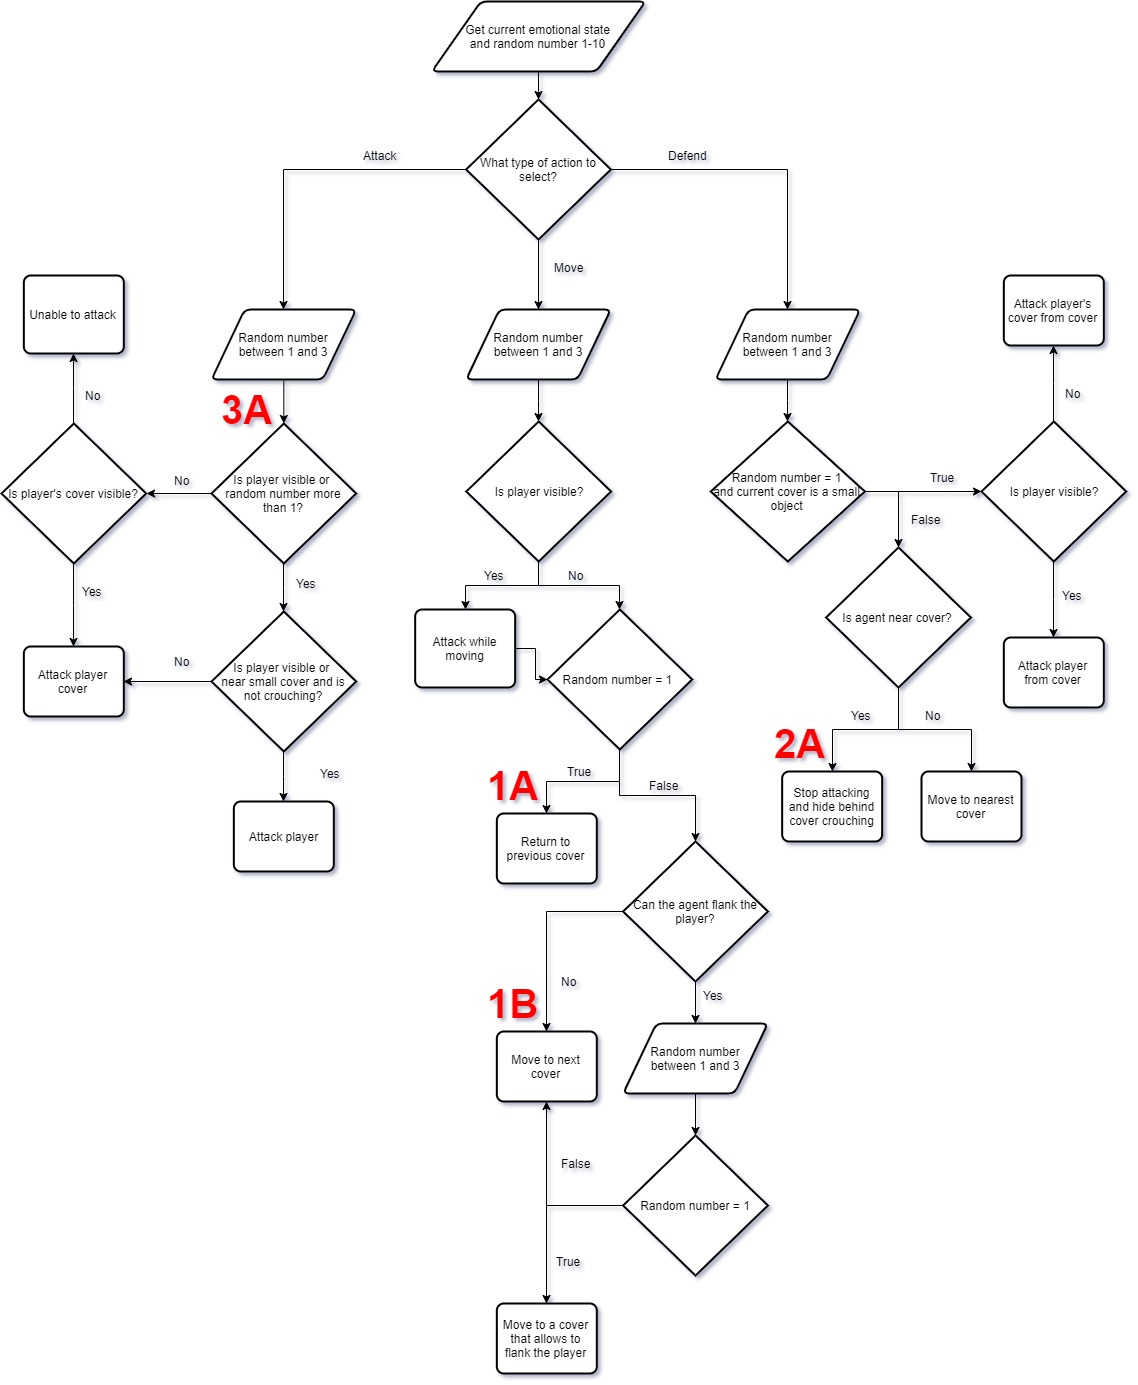 Get current emotional state
and random number 1-10
What type of action to
select?
Attack
Defend
Move
Unable to attack
Random number
between 1 and 3
Random number
between 1 and 3
Random number
between 1 and 3
Attack player's
cover from cover
No
3A
No
Is player's cover visible?
No
Is player visible or
random number more
than 1?
Is player visible?
Random number = 1
and current cover is a small
object
True
False
Is player visible?
Yes
Yes
Yes
No
Yes
Is agent near cover?
Attack player
cover
No
Is player visible or
near small cover and is
not crouching?
Attack while
moving
Random number = 1
Attack player
from cover
Yes
No
2A
Yes
Attack player
1A
True
False
Stop attacking
and hide behind
cover crouching
Move to nearest
cover
Return to
previous cover
Can the agent flank the
player?
No
Yes
1B
Move to next
cover
Random number
between 1 and 3
False
Random number = 1
True
Move to a cover
that allows to
flank the player